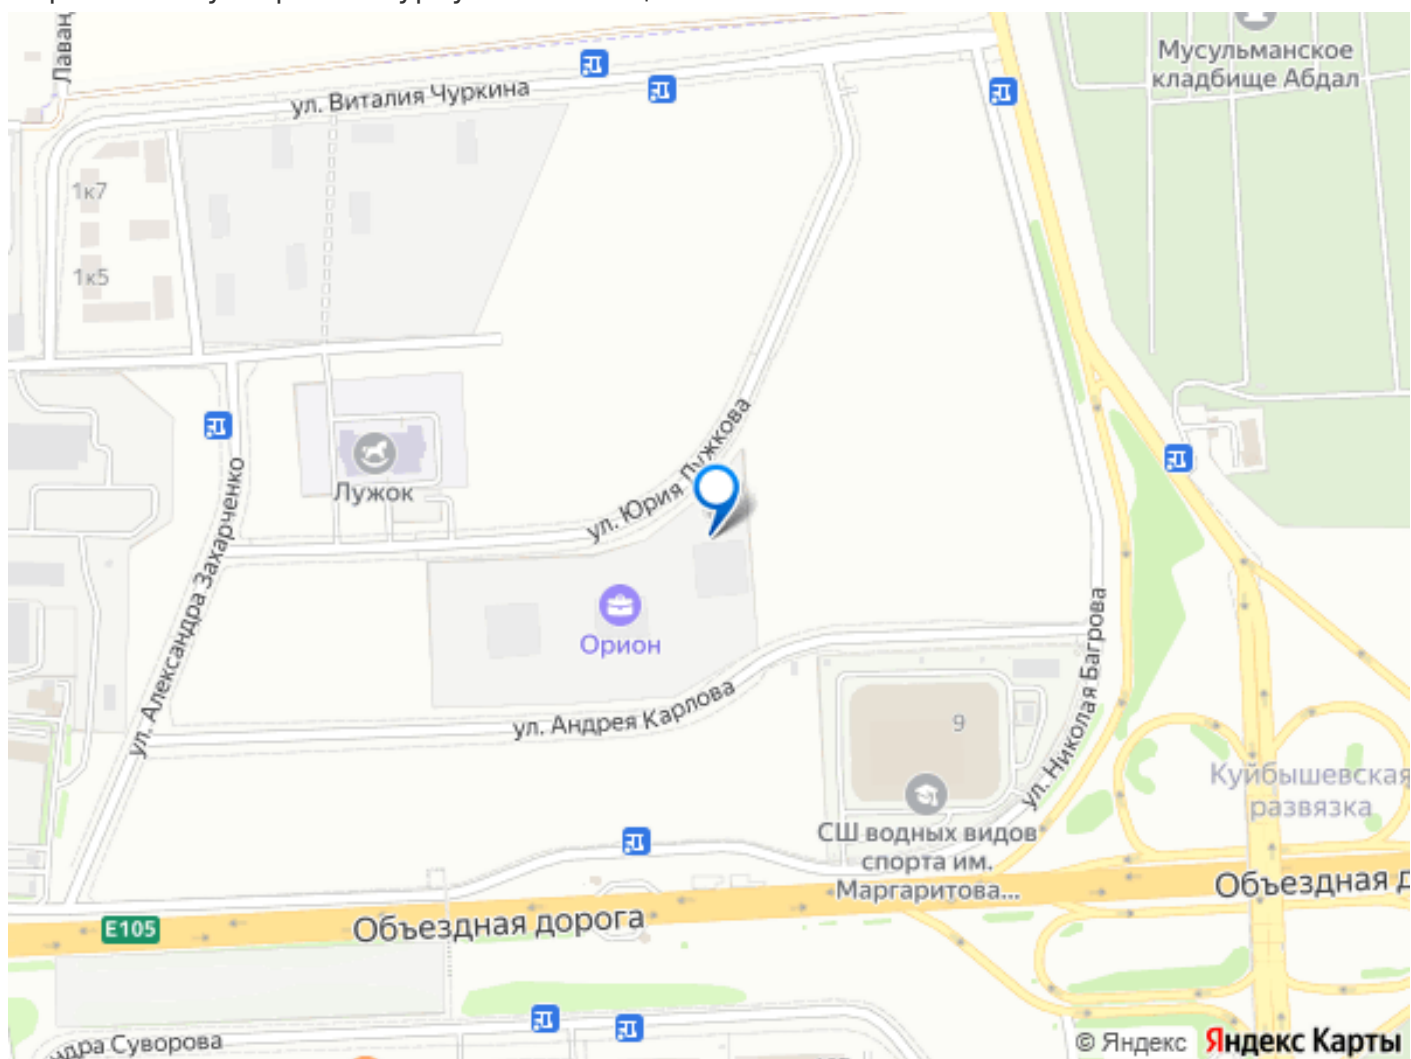 Лаванд
Мусульманское
кладбище Абдал
ул. Виталия Чуркина
1к7
1к5
Лужок
ул. Юрия Лужкова
ул. Александра Захарченко
Орион
ул. Андрея Карлова
ул. Николая Багрова
9
Куйбышевская
развязка
СШ водных видов
спорта им.
Маргаритова...
Объездная д
E105
Объездная дорога
ндра Суворова
© Яндекс
Яндекс Карты